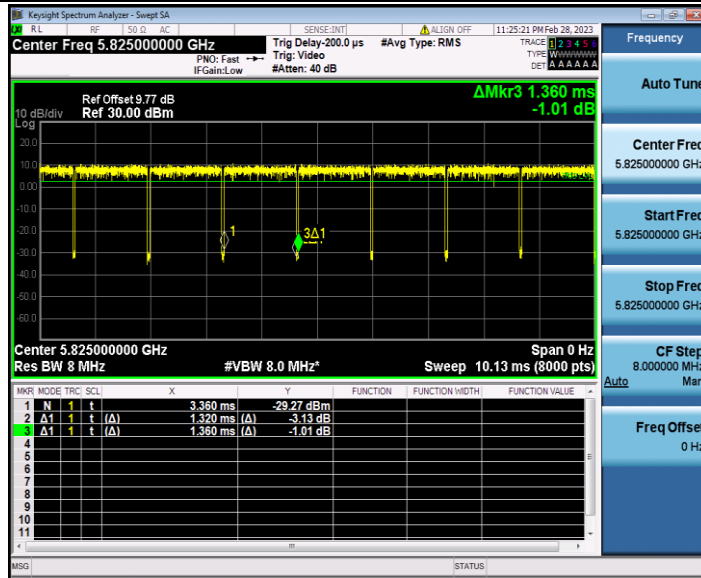 Keysight Spectrum Analyzer - Swept SA
RL RF 50 Ω AC SENSE:INT ALIGN OFF 11:25:21 PM Feb 28, 2023
Center Freq 5.825000000 GHz
PNO: Fast
IFGain:Low
Trig Delay-200.0 µs
Trig: Video
#Atten: 40 dB
#Avg Type: RMS
TRACE 1 2 3 4 5 6
TYPE W
DET A A A A A A
Frequency
Auto Tune
Center Freq
5.825000000 GHz
Start Freq
5.825000000 GHz
Stop Freq
5.825000000 GHz
CF Step
8.000000 MHz
Auto Man
Freq Offset
0 Hz
ΔMkr3 1.360 ms
-1.01 dB
Ref Offset 9.77 dB
10 dB/div Ref 30.00 dBm
Log
20.0
10.0
0.00
-10.0
-20.0
-30.0
-40.0
-50.0
-60.0
1
3Δ1
Center 5.825000000 GHz Span 0 Hz
Res BW 8 MHz #VBW 8.0 MHz* Sweep 10.13 ms (8000 pts)
MKR MODE TRC SCL X Y FUNCTION FUNCTION WIDTH FUNCTION VALUE
1 N 1 t 3.360 ms -29.27 dBm
2 Δ1 1 t (Δ) 1.320 ms (Δ) -3.13 dB
3 Δ1 1 t (Δ) 1.360 ms (Δ) -1.01 dB
4
5
6
7
8
9
10
11
MSG STATUS